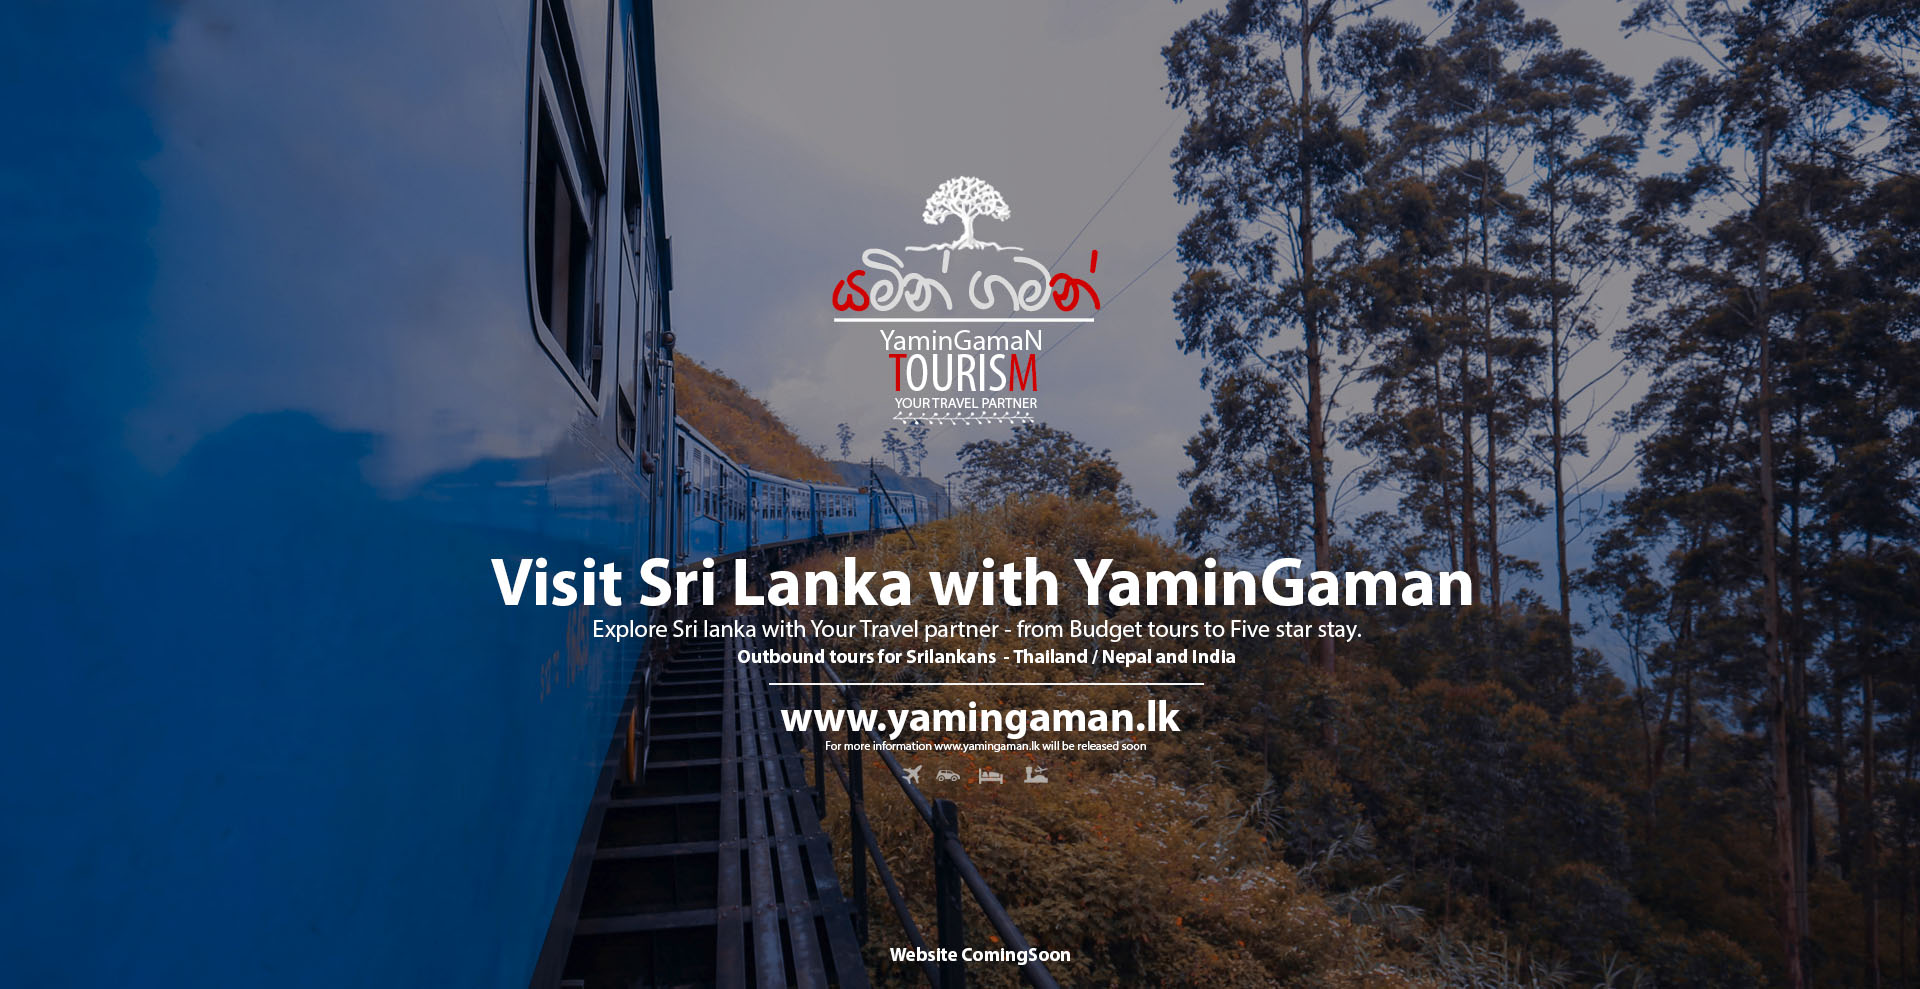 යමින් ගමන්
YaminGamaN
TOURISM
YOUR TRAVEL PARTNER
Visit Sri Lanka with YaminGaman
Explore Sri lanka with Your Travel partner - from Budget tours to Five star stay.
Outbound tours for Srilankans - Thailand / Nepal and India
www.yamingaman.lk
For more information www.yamingaman.lk will be released soon
Website ComingSoon